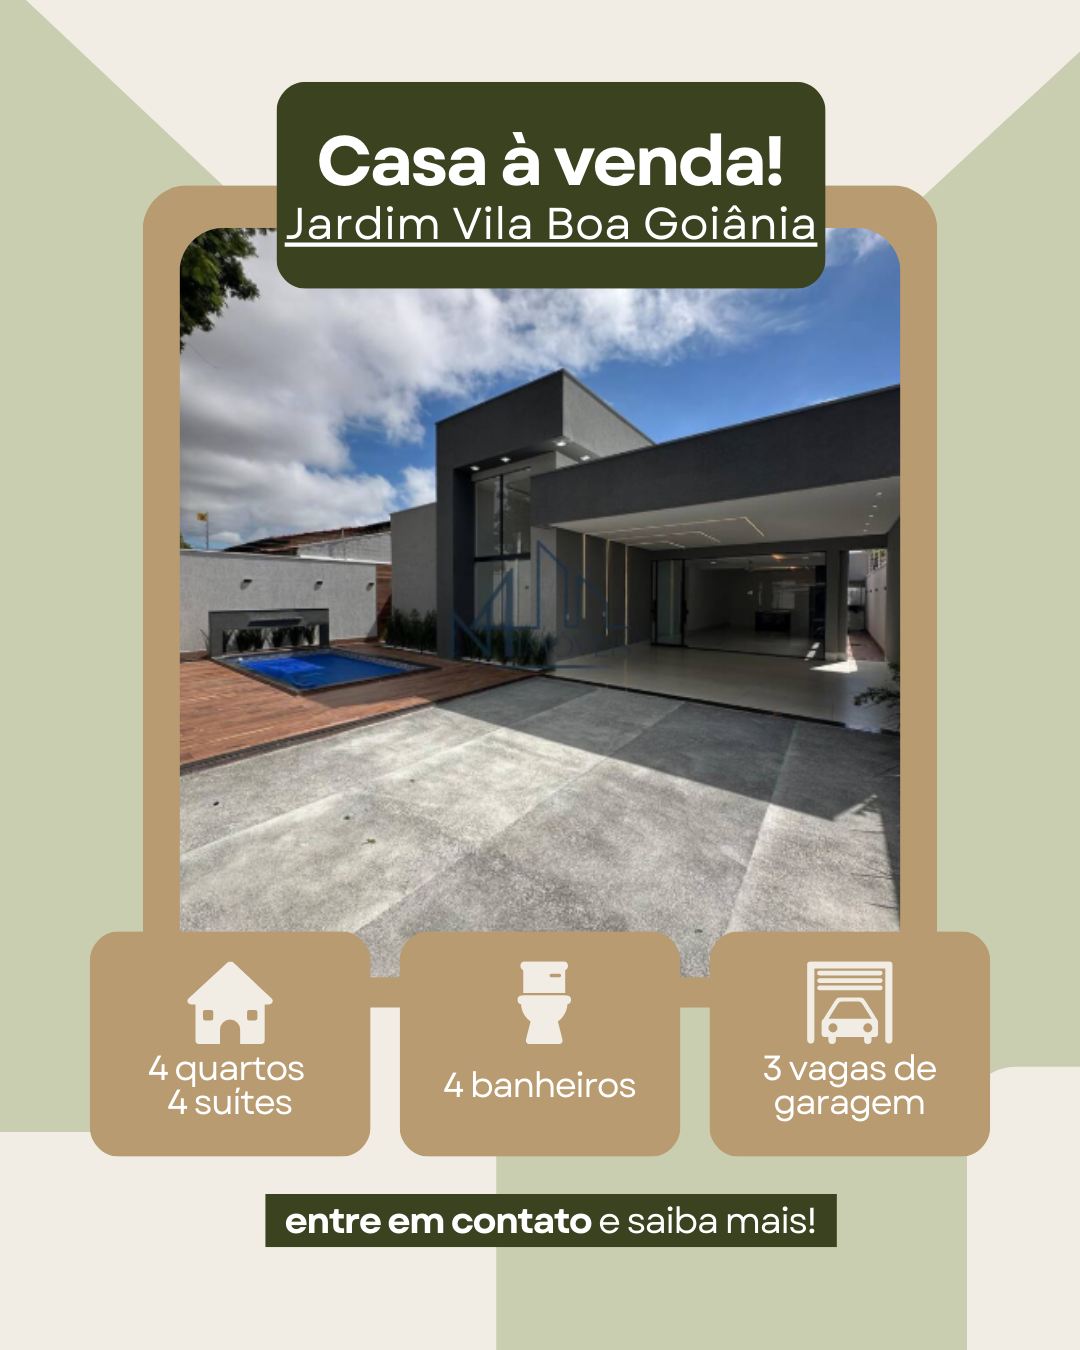 Casa à venda!
Jardim Vila Boa Goiânia
4 quartos
4 suítes
4 banheiros
3 vagas de
garagem
entre em contato e saiba mais!